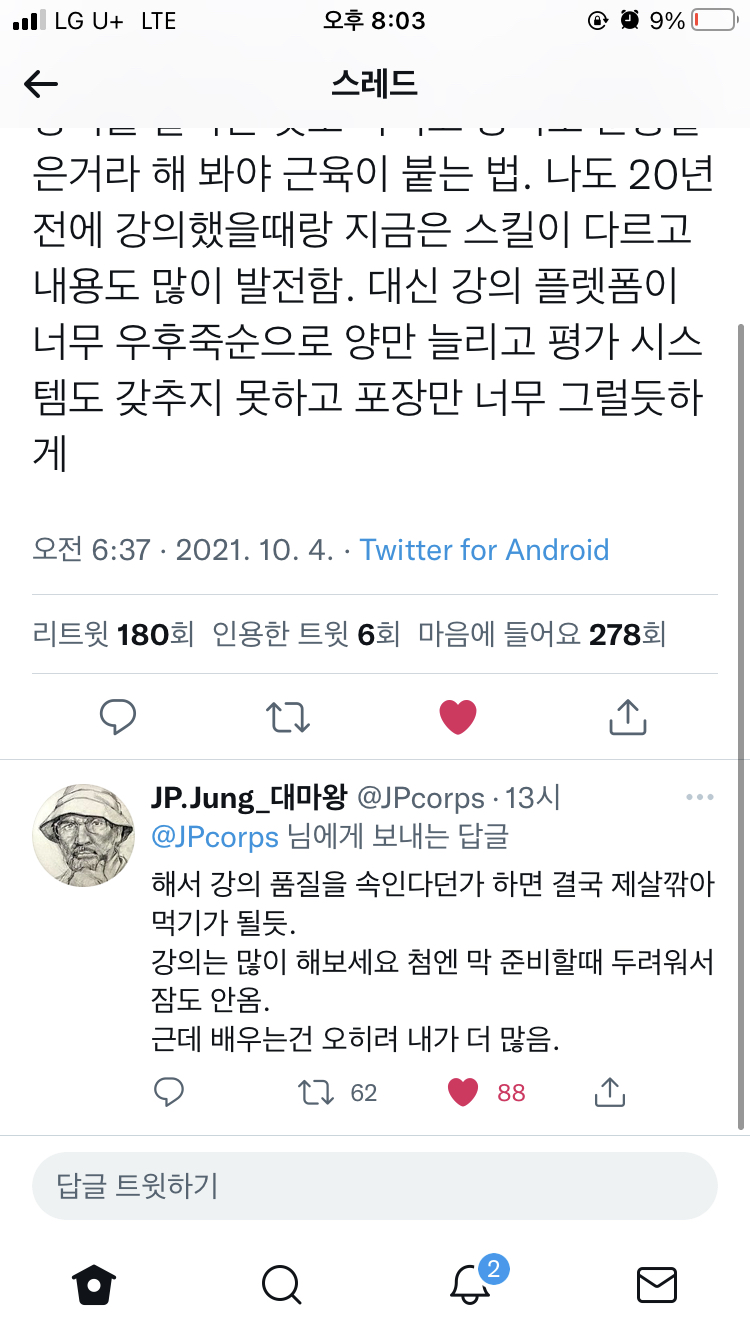 LG U+ LTE 오후 8:03 9%
스레드
은거라 해 봐야 근육이 붙는 법. 나도 20년
전에 강의했을때랑 지금은 스킬이 다르고
내용도 많이 발전함. 대신 강의 플렛폼이
너무 우후죽순으로 양만 늘리고 평가 시스
템도 갖추지 못하고 포장만 너무 그럴듯하
게
오전 6:37 · 2021. 10. 4. · Twitter for Android
리트윗 180회 인용한 트윗 6회 마음에 들어요 278회
JP.Jung_대마왕 @JPcorps · 13시
@JPcorps 님에게 보내는 답글
해서 강의 품질을 속인다던가 하면 결국 제살깎아
먹기가 될듯.
강의는 많이 해보세요 첨엔 막 준비할때 두려워서
잠도 안옴.
근데 배우는건 오히려 내가 더 많음.
62 88
답글 트윗하기
2